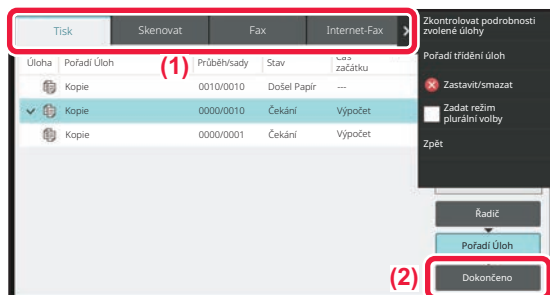 Tisk Skenovat Fax Internet-Fax
(1)
Úloha Pořadí Úloh Průběh/sady Stav Čas začátku
Kopie 0010/0010 Došel Papír ---
Kopie 0000/0010 Čekání Výpočet
Kopie 0000/0001 Čekání Výpočet
Zkontrolovat podrobnosti
zvolené úlohy
Pořadí třídění úloh
Zastavit/smazat
Zadat režim
plurální volby
Zpět
Řadič
Pořadí Úloh
(2)
Dokončeno